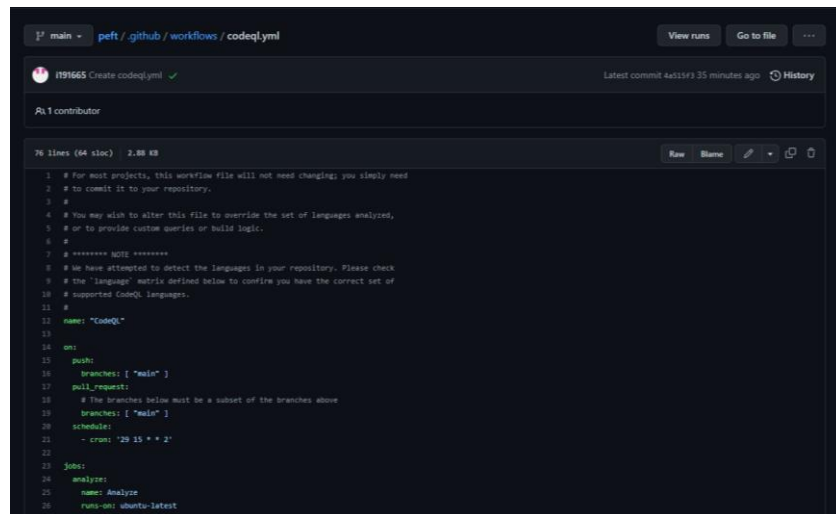 main peft / .github / workflows / codeql.yml View runs Go to file ...
i191665 Create codeql.yml Latest commit 4e515f3 35 minutes ago History
1 contributor
76 lines (64 sloc) 2.88 KB Raw Blame
1 # For most projects, this workflow file will not need changing; you simply need
2 # to commit it to your repository.
3 #
4 # You may wish to alter this file to override the set of languages analyzed,
5 # or to provide custom queries or build logic.
6 #
7 # ******** NOTE ********
8 # We have attempted to detect the languages in your repository. Please check
9 # the `language` matrix defined below to confirm you have the correct set of
10 # supported CodeQL languages.
11 #
12 name: "CodeQL"
13
14 on:
15 push:
16 branches: [ "main" ]
17 pull_request:
18 # The branches below must be a subset of the branches above
19 branches: [ "main" ]
20 schedule:
21 - cron: '29 15 * * 2'
22
23 jobs:
24 analyze:
25 name: Analyze
26 runs-on: ubuntu-latest